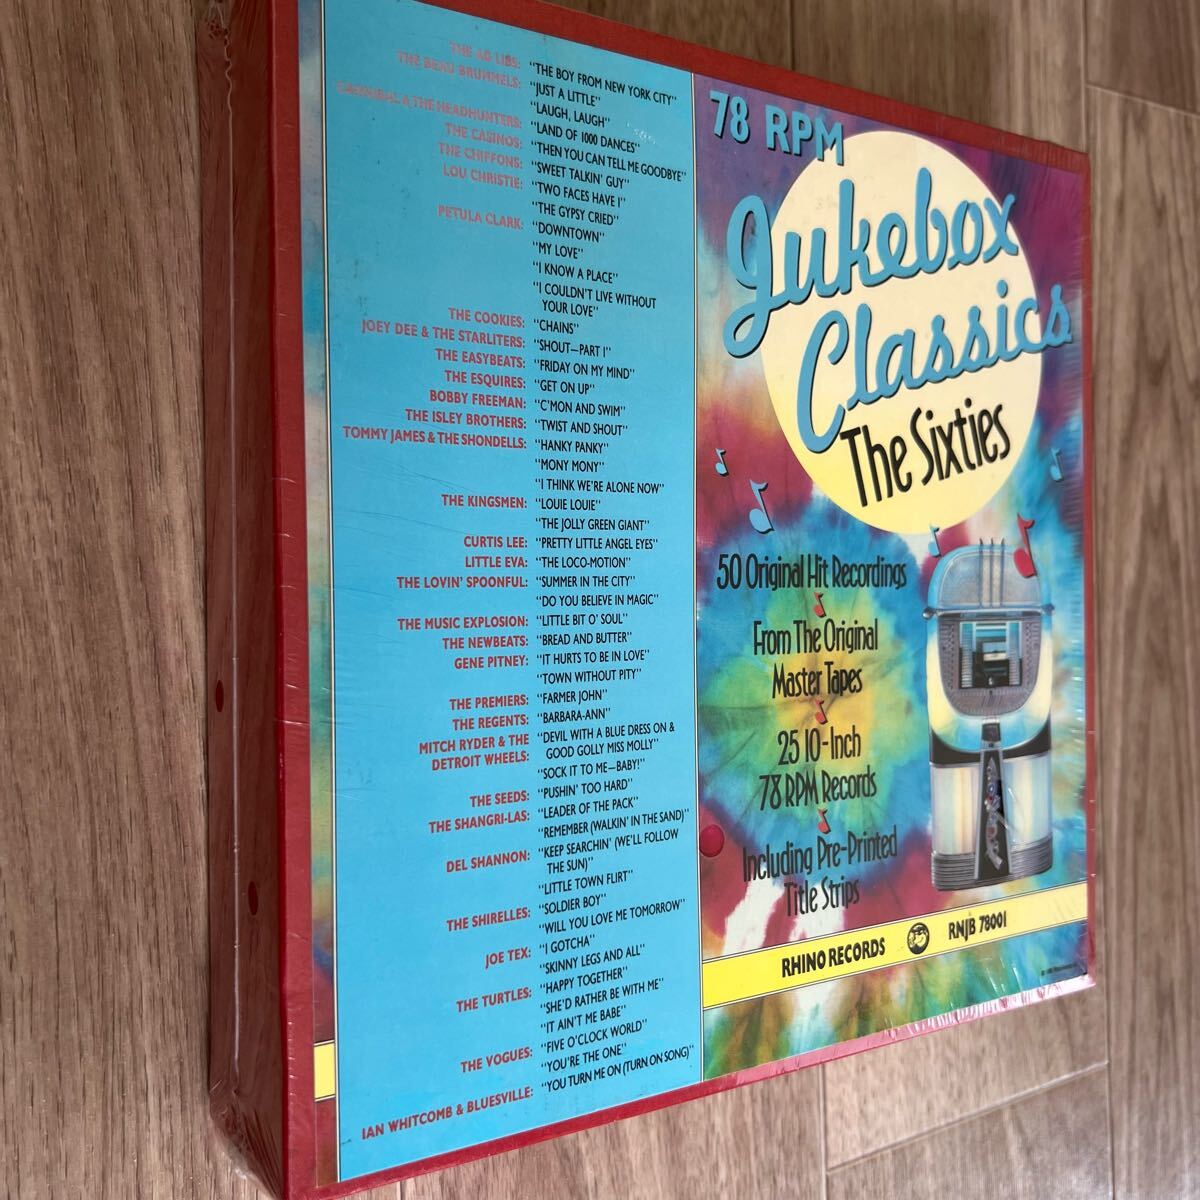 THE AD LIBS: "THE BOY FROM NEW YORK CITY"
THE BEAU BRUMMELS: "JUST A LITTLE"
"LAUGH, LAUGH"
CANNIBAL & THE HEADHUNTERS: "LAND OF 1000 DANCES"
THE CASINOS: "THEN YOU CAN TELL ME GOODBYE"
THE CHIFFONS: "SWEET TALKIN' GUY"
LOU CHRISTIE: "TWO FACES HAVE I"
"THE GYPSY CRIED"
PETULA CLARK: "DOWNTOWN"
"MY LOVE"
"I KNOW A PLACE"
"I COULDN'T LIVE WITHOUT
YOUR LOVE"
THE COOKIES: "CHAINS"
JOEY DEE & THE STARLITERS: "SHOUT—PART I"
THE EASYBEATS: "FRIDAY ON MY MIND"
THE ESQUIRES: "GET ON UP"
BOBBY FREEMAN: "C'MON AND SWIM"
THE ISLEY BROTHERS: "TWIST AND SHOUT"
TOMMY JAMES & THE SHONDELLS: "HANKY PANKY"
"MONY MONY"
"I THINK WE'RE ALONE NOW"
THE KINGSMEN: "LOUIE LOUIE"
"THE JOLLY GREEN GIANT"
CURTIS LEE: "PRETTY LITTLE ANGEL EYES"
LITTLE EVA: "THE LOCO-MOTION"
THE LOVIN' SPOONFUL: "SUMMER IN THE CITY"
"DO YOU BELIEVE IN MAGIC"
THE MUSIC EXPLOSION: "LITTLE BIT O' SOUL"
THE NEWBEATS: "BREAD AND BUTTER"
GENE PITNEY: "IT HURTS TO BE IN LOVE"
"TOWN WITHOUT PITY"
THE PREMIERS: "FARMER JOHN"
THE REGENTS: "BARBARA-ANN"
MITCH RYDER & THE "DEVIL WITH A BLUE DRESS ON &
DETROIT WHEELS: GOOD GOLLY MISS MOLLY"
"SOCK IT TO ME—BABY!"
THE SEEDS: "PUSHIN' TOO HARD"
THE SHANGRI-LAS: "LEADER OF THE PACK"
"REMEMBER (WALKIN' IN THE SAND)"
DEL SHANNON: "KEEP SEARCHIN' (WE'LL FOLLOW
THE SUN)"
"LITTLE TOWN FLIRT"
THE SHIRELLES: "SOLDIER BOY"
"WILL YOU LOVE ME TOMORROW"
JOE TEX: "I GOTCHA"
"SKINNY LEGS AND ALL"
THE TURTLES: "HAPPY TOGETHER"
"SHE'D RATHER BE WITH ME"
"IT AIN'T ME BABE"
THE VOGUES: "FIVE O'CLOCK WORLD"
"YOU'RE THE ONE"
IAN WHITCOMB & BLUESVILLE: "YOU TURN ME ON (TURN ON SONG)"
78 RPM
Jukebox
Classics
The Sixties
50 Original Hit Recordings
From The Original
Master Tapes
25 10-Inch
78 RPM Records
Including Pre-Printed
Title Strips
RHINO RECORDS RNJB 78001